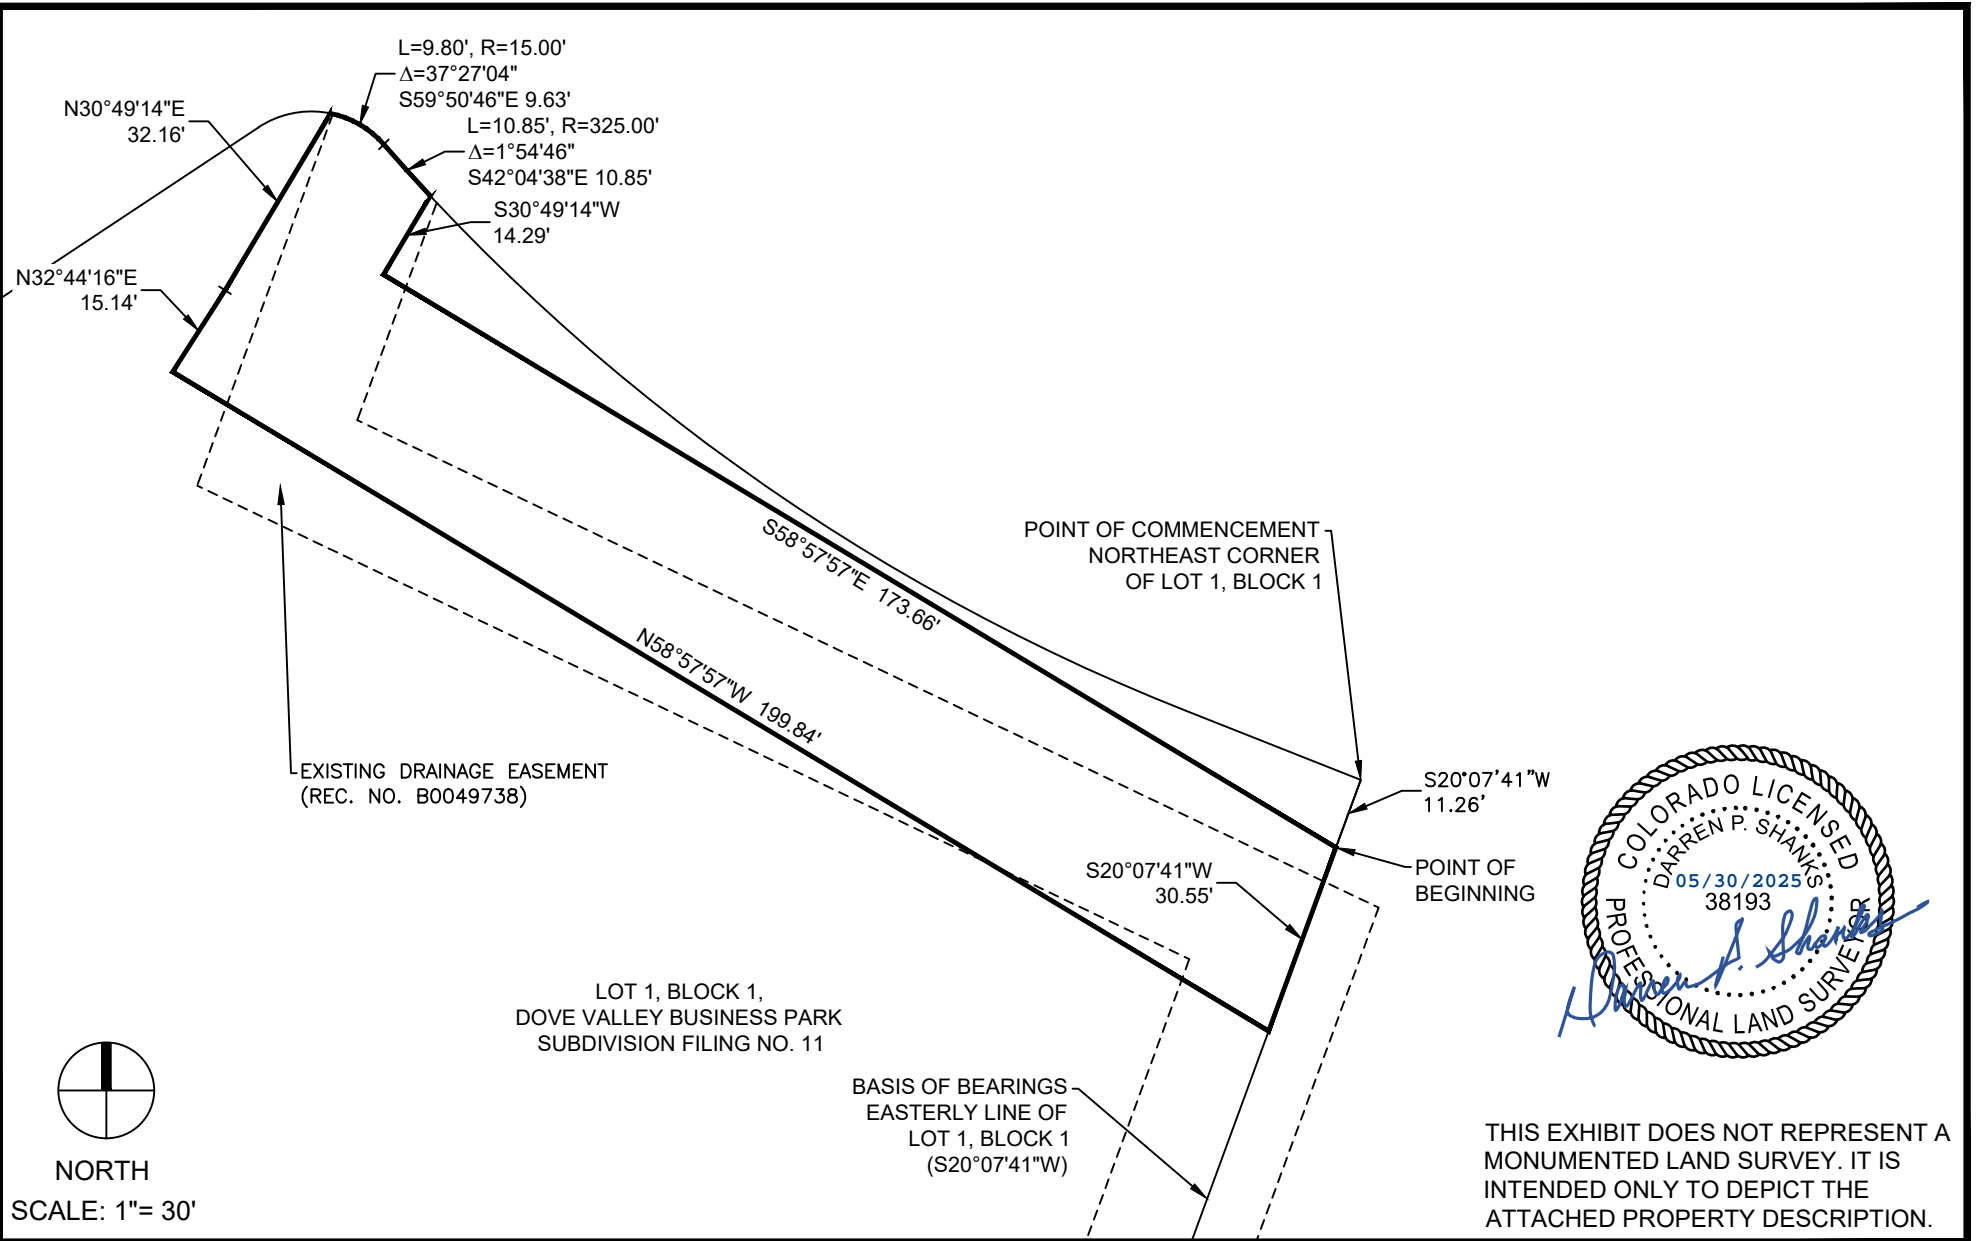 L=9.80', R=15.00'
Δ=37°27'04"
S59°50'46"E 9.63'
N30°49'14"E
32.16'
L=10.85', R=325.00'
Δ=1°54'46"
S42°04'38"E 10.85'
S30°49'14"W
14.29'
N32°44'16"E
15.14'
S58°57'57"E 173.66'
POINT OF COMMENCEMENT
NORTHEAST CORNER
OF LOT 1, BLOCK 1
N58°57'57"W 199.84'
EXISTING DRAINAGE EASEMENT
(REC. NO. B0049738)
S20°07'41"W
11.26'
POINT OF
BEGINNING
S20°07'41"W
30.55'
COLORADO LICENSED
DARREN P. SHANKS
05/30/2025
38193
PROFESSIONAL LAND SURVEYOR
Darren P. Shanks
LOT 1, BLOCK 1,
DOVE VALLEY BUSINESS PARK
SUBDIVISION FILING NO. 11
BASIS OF BEARINGS
EASTERLY LINE OF
LOT 1, BLOCK 1
(S20°07'41"W)
NORTH
SCALE: 1"= 30'
THIS EXHIBIT DOES NOT REPRESENT A
MONUMENTED LAND SURVEY. IT IS
INTENDED ONLY TO DEPICT THE
ATTACHED PROPERTY DESCRIPTION.